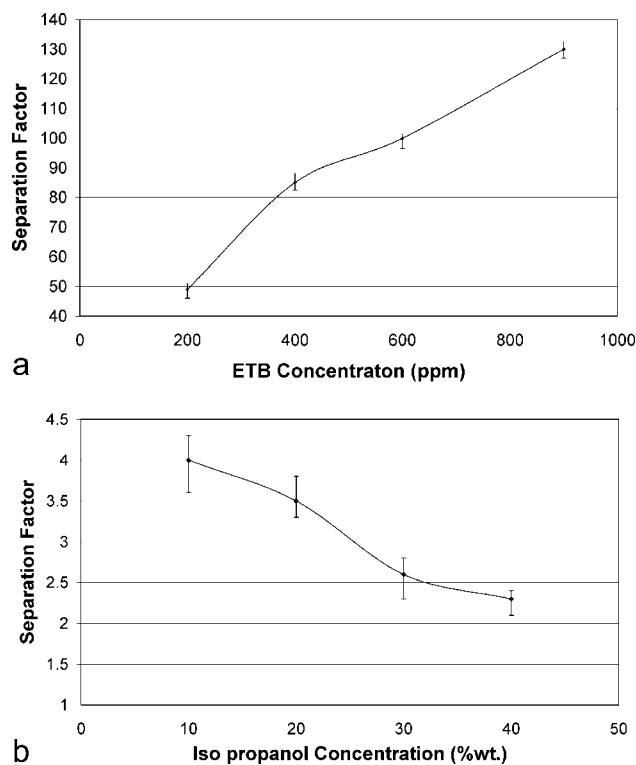 140
130
120
110
100
90
80
70
60
50
40
Separation Factor
0 200 400 600 800 1000
ETB Concentraton (ppm)
a
4.5
4
3.5
3
2.5
2
1.5
1
Separation Factor
0 10 20 30 40 50
Iso propanol Concentration (%wt.)
b